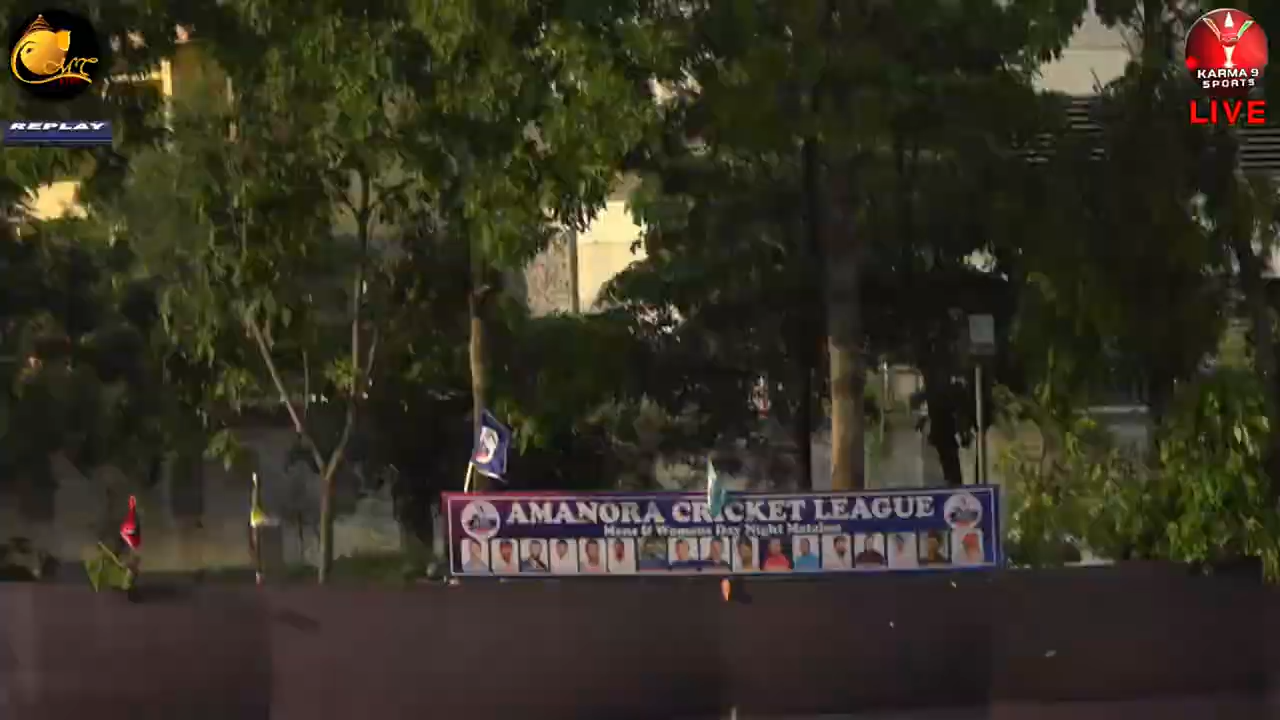 REPLAY
KARMA 9
SPORTS
LIVE
AMANORA CRICKET LEAGUE
Mens & Womens Day Night Matches